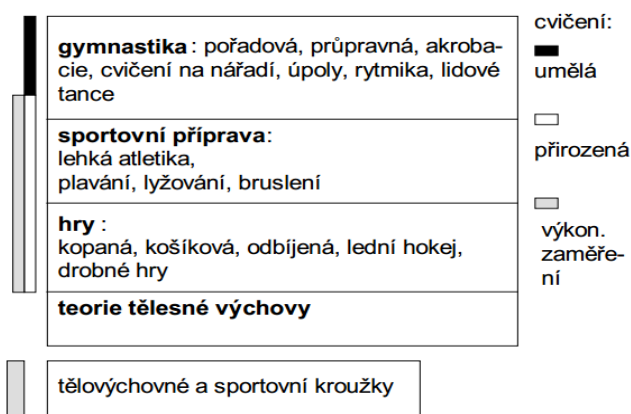 gymnastika : pořadová, průpravná, akroba-
cie, cvičení na nářadí, úpoly, rytmika, lidové
tance
sportovní příprava:
lehká atletika,
plavání, lyžování, bruslení
hry :
kopaná, košíková, odbíjená, lední hokej,
drobné hry
teorie tělesné výchovy
tělovýchovné a sportovní kroužky
cvičení:
umělá
přirozená
výkon.
zaměře-
ní